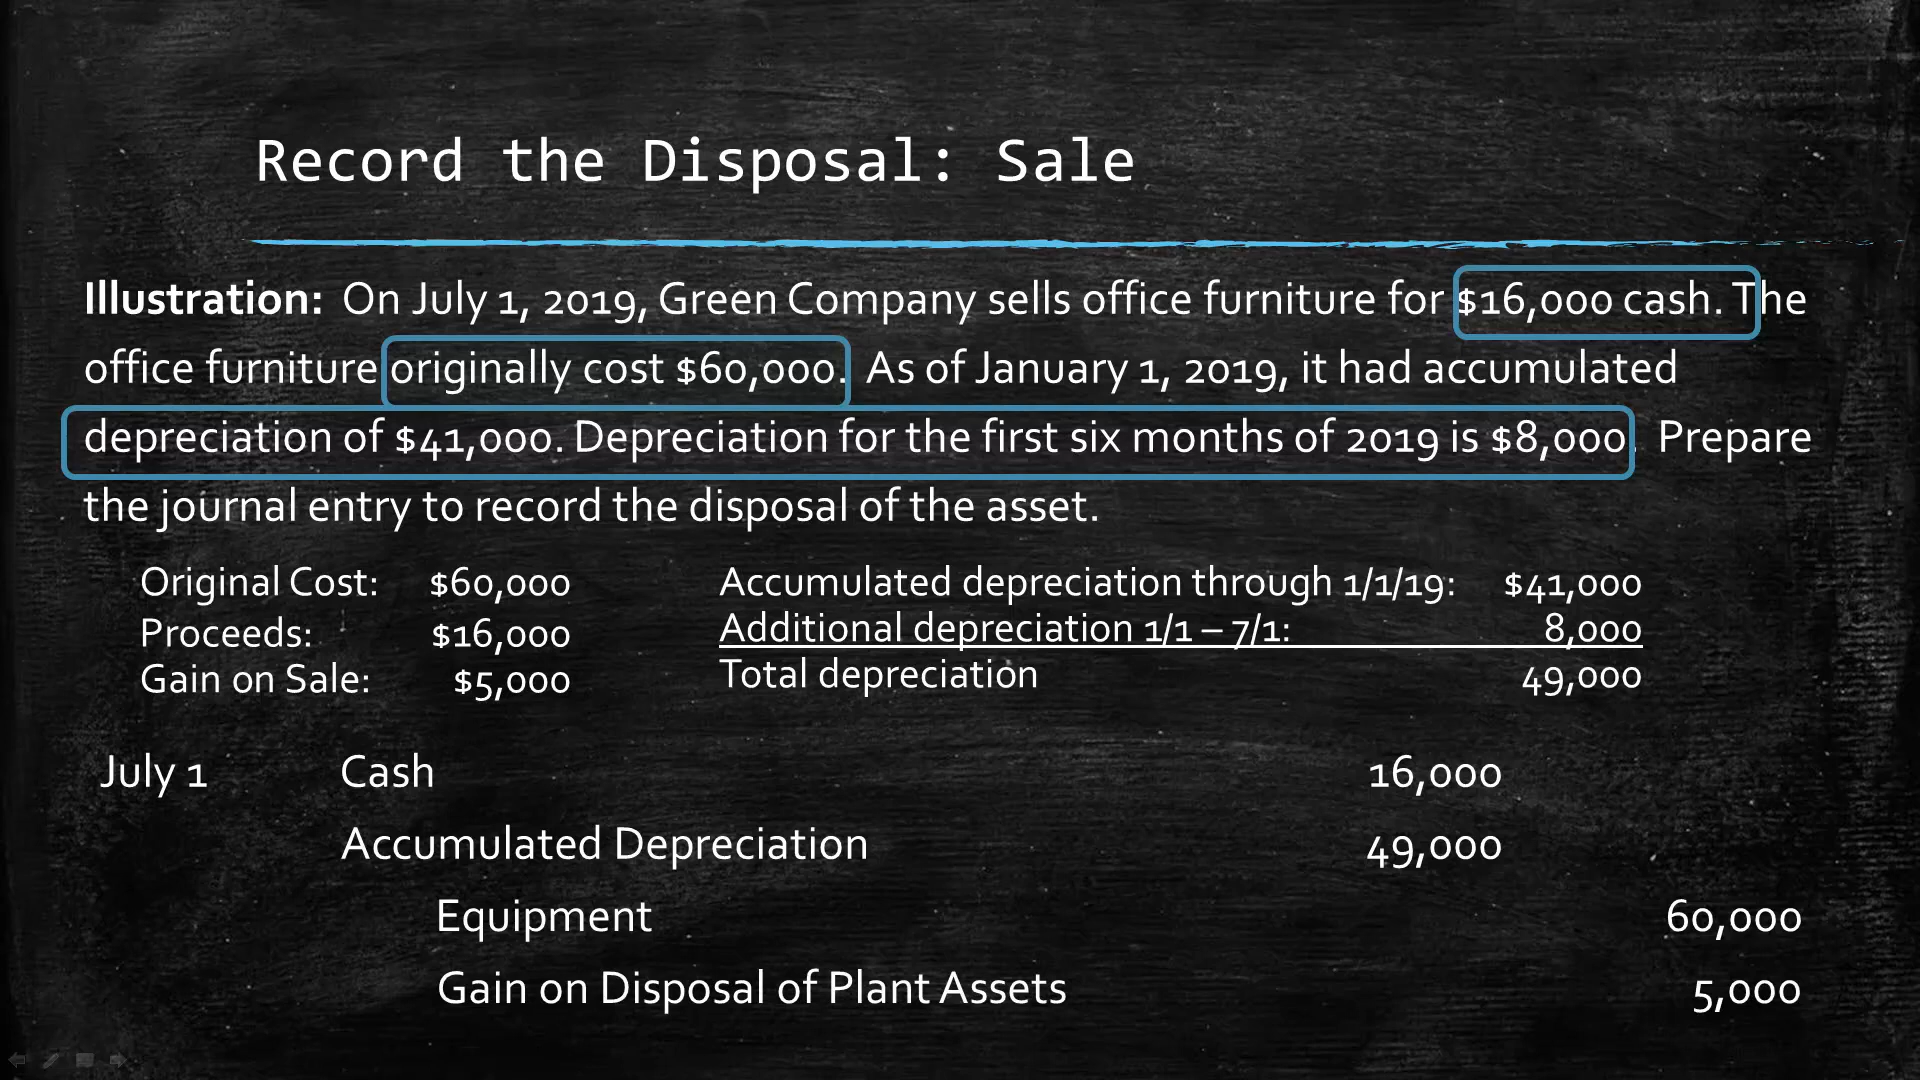 Record the Disposal: Sale
Illustration: On July 1, 2019, Green Company sells office furniture for $16,000 cash. The
office furniture originally cost $60,000. As of January 1, 2019, it had accumulated
depreciation of $41,000. Depreciation for the first six months of 2019 is $8,000. Prepare
the journal entry to record the disposal of the asset.
Original Cost: $60,000
Proceeds: $16,000
Gain on Sale: $5,000
Accumulated depreciation through 1/1/19: $41,000
Additional depreciation 1/1 – 7/1: 8,000
Total depreciation 49,000
July 1 Cash 16,000
Accumulated Depreciation 49,000
Equipment 60,000
Gain on Disposal of Plant Assets 5,000